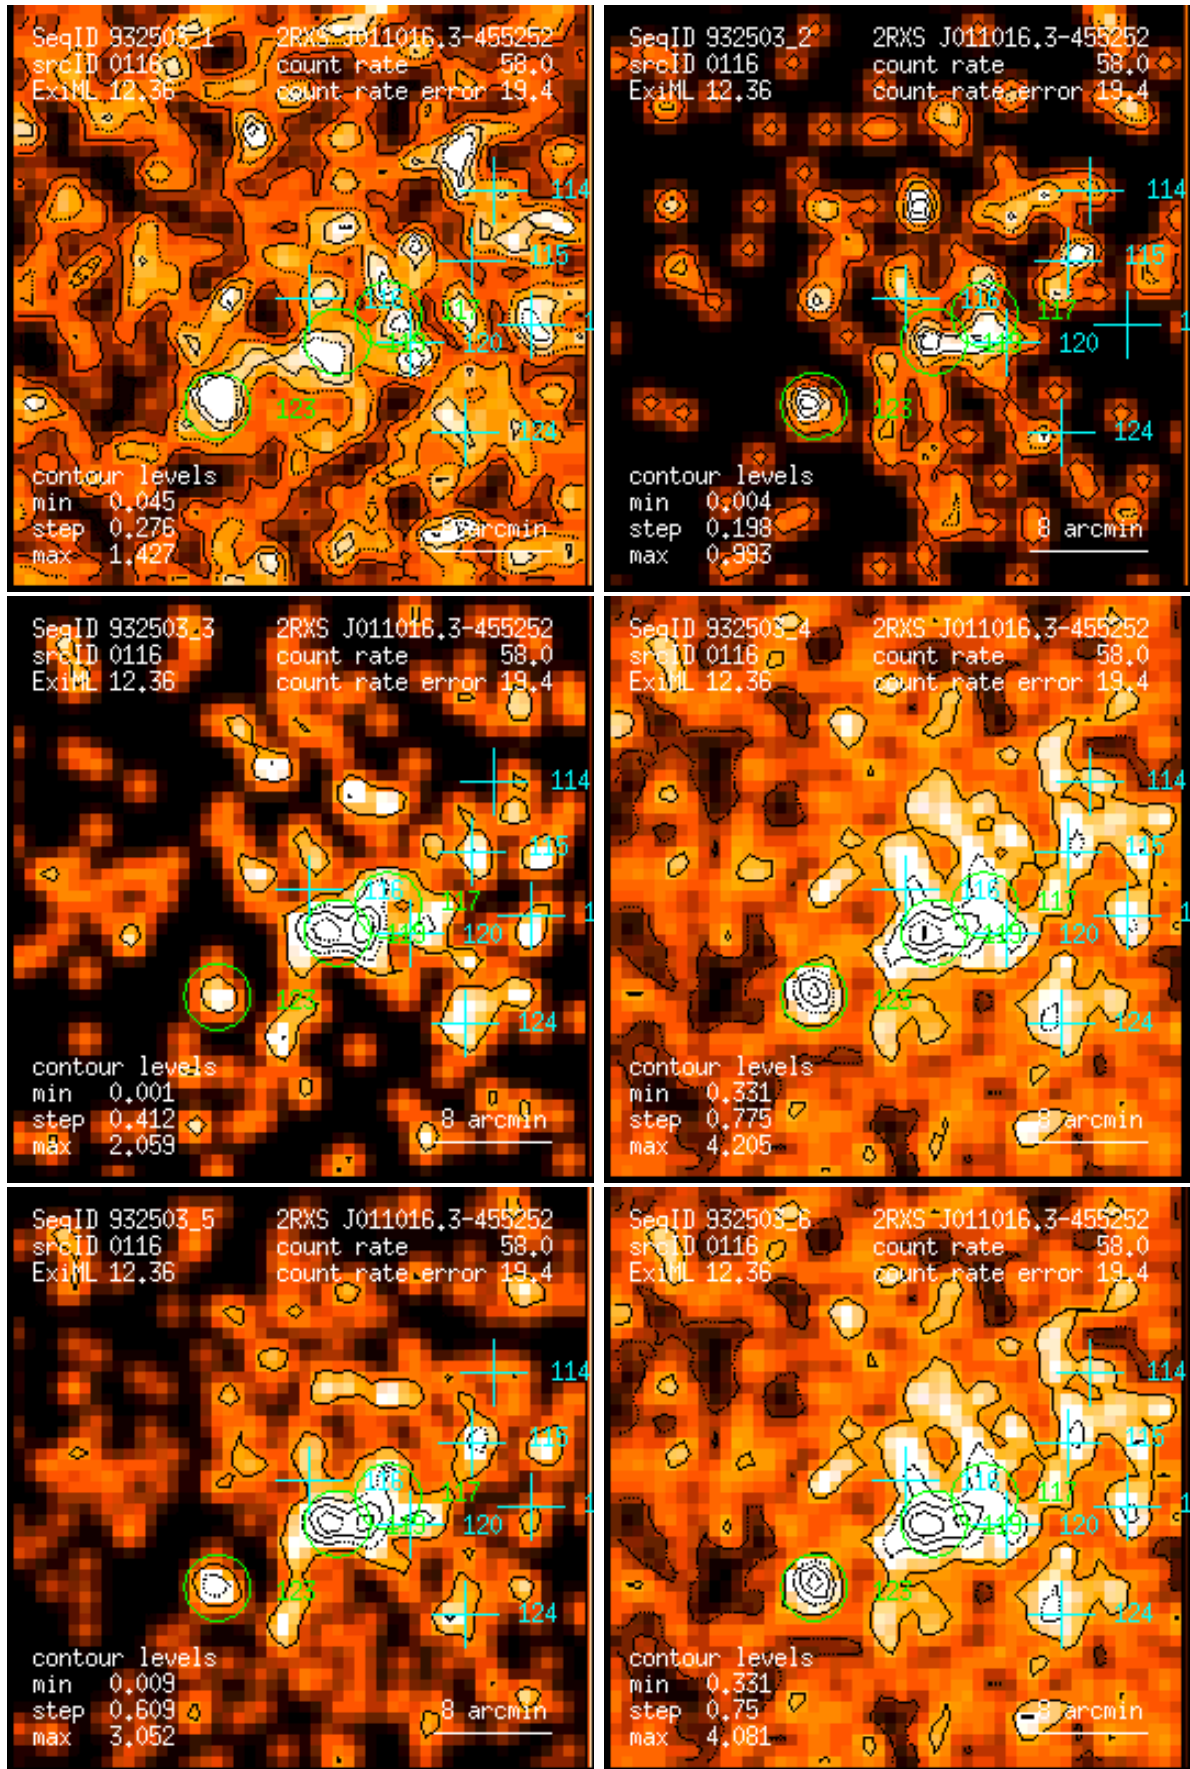 SeqID 932503_1 2RXS J011016.3-455252
srcID 0116 count rate 58.0
ExiML 12.36 count rate error 19.4
114
115
116 117
119 120
123
124
contour levels
min 0.045
step 0.276
max 1.427
8 arcmin
SeqID 932503_2 2RXS J011016.3-455252
srcID 0116 count rate 58.0
ExiML 12.36 count rate error 19.4
114
115
116 117
119 120
123
124
contour levels
min 0.004
step 0.198
max 0.993
8 arcmin
SeqID 932503_3 2RXS J011016.3-455252
srcID 0116 count rate 58.0
ExiML 12.36 count rate error 19.4
114
115
116 117
119 120
123
124
contour levels
min 0.001
step 0.412
max 2.059
8 arcmin
SeqID 932503_4 2RXS J011016.3-455252
srcID 0116 count rate 58.0
ExiML 12.36 count rate error 19.4
114
115
116 117
119 120
123
124
contour levels
min 0.331
step 0.775
max 4.205
8 arcmin
SeqID 932503_5 2RXS J011016.3-455252
srcID 0116 count rate 58.0
ExiML 12.36 count rate error 19.4
114
115
116 117
119 120
123
124
contour levels
min 0.009
step 0.609
max 3.052
8 arcmin
SeqID 932503_6 2RXS J011016.3-455252
srcID 0116 count rate 58.0
ExiML 12.36 count rate error 19.4
114
115
116 117
119 120
123
124
contour levels
min 0.331
step 0.75
max 4.081
8 arcmin